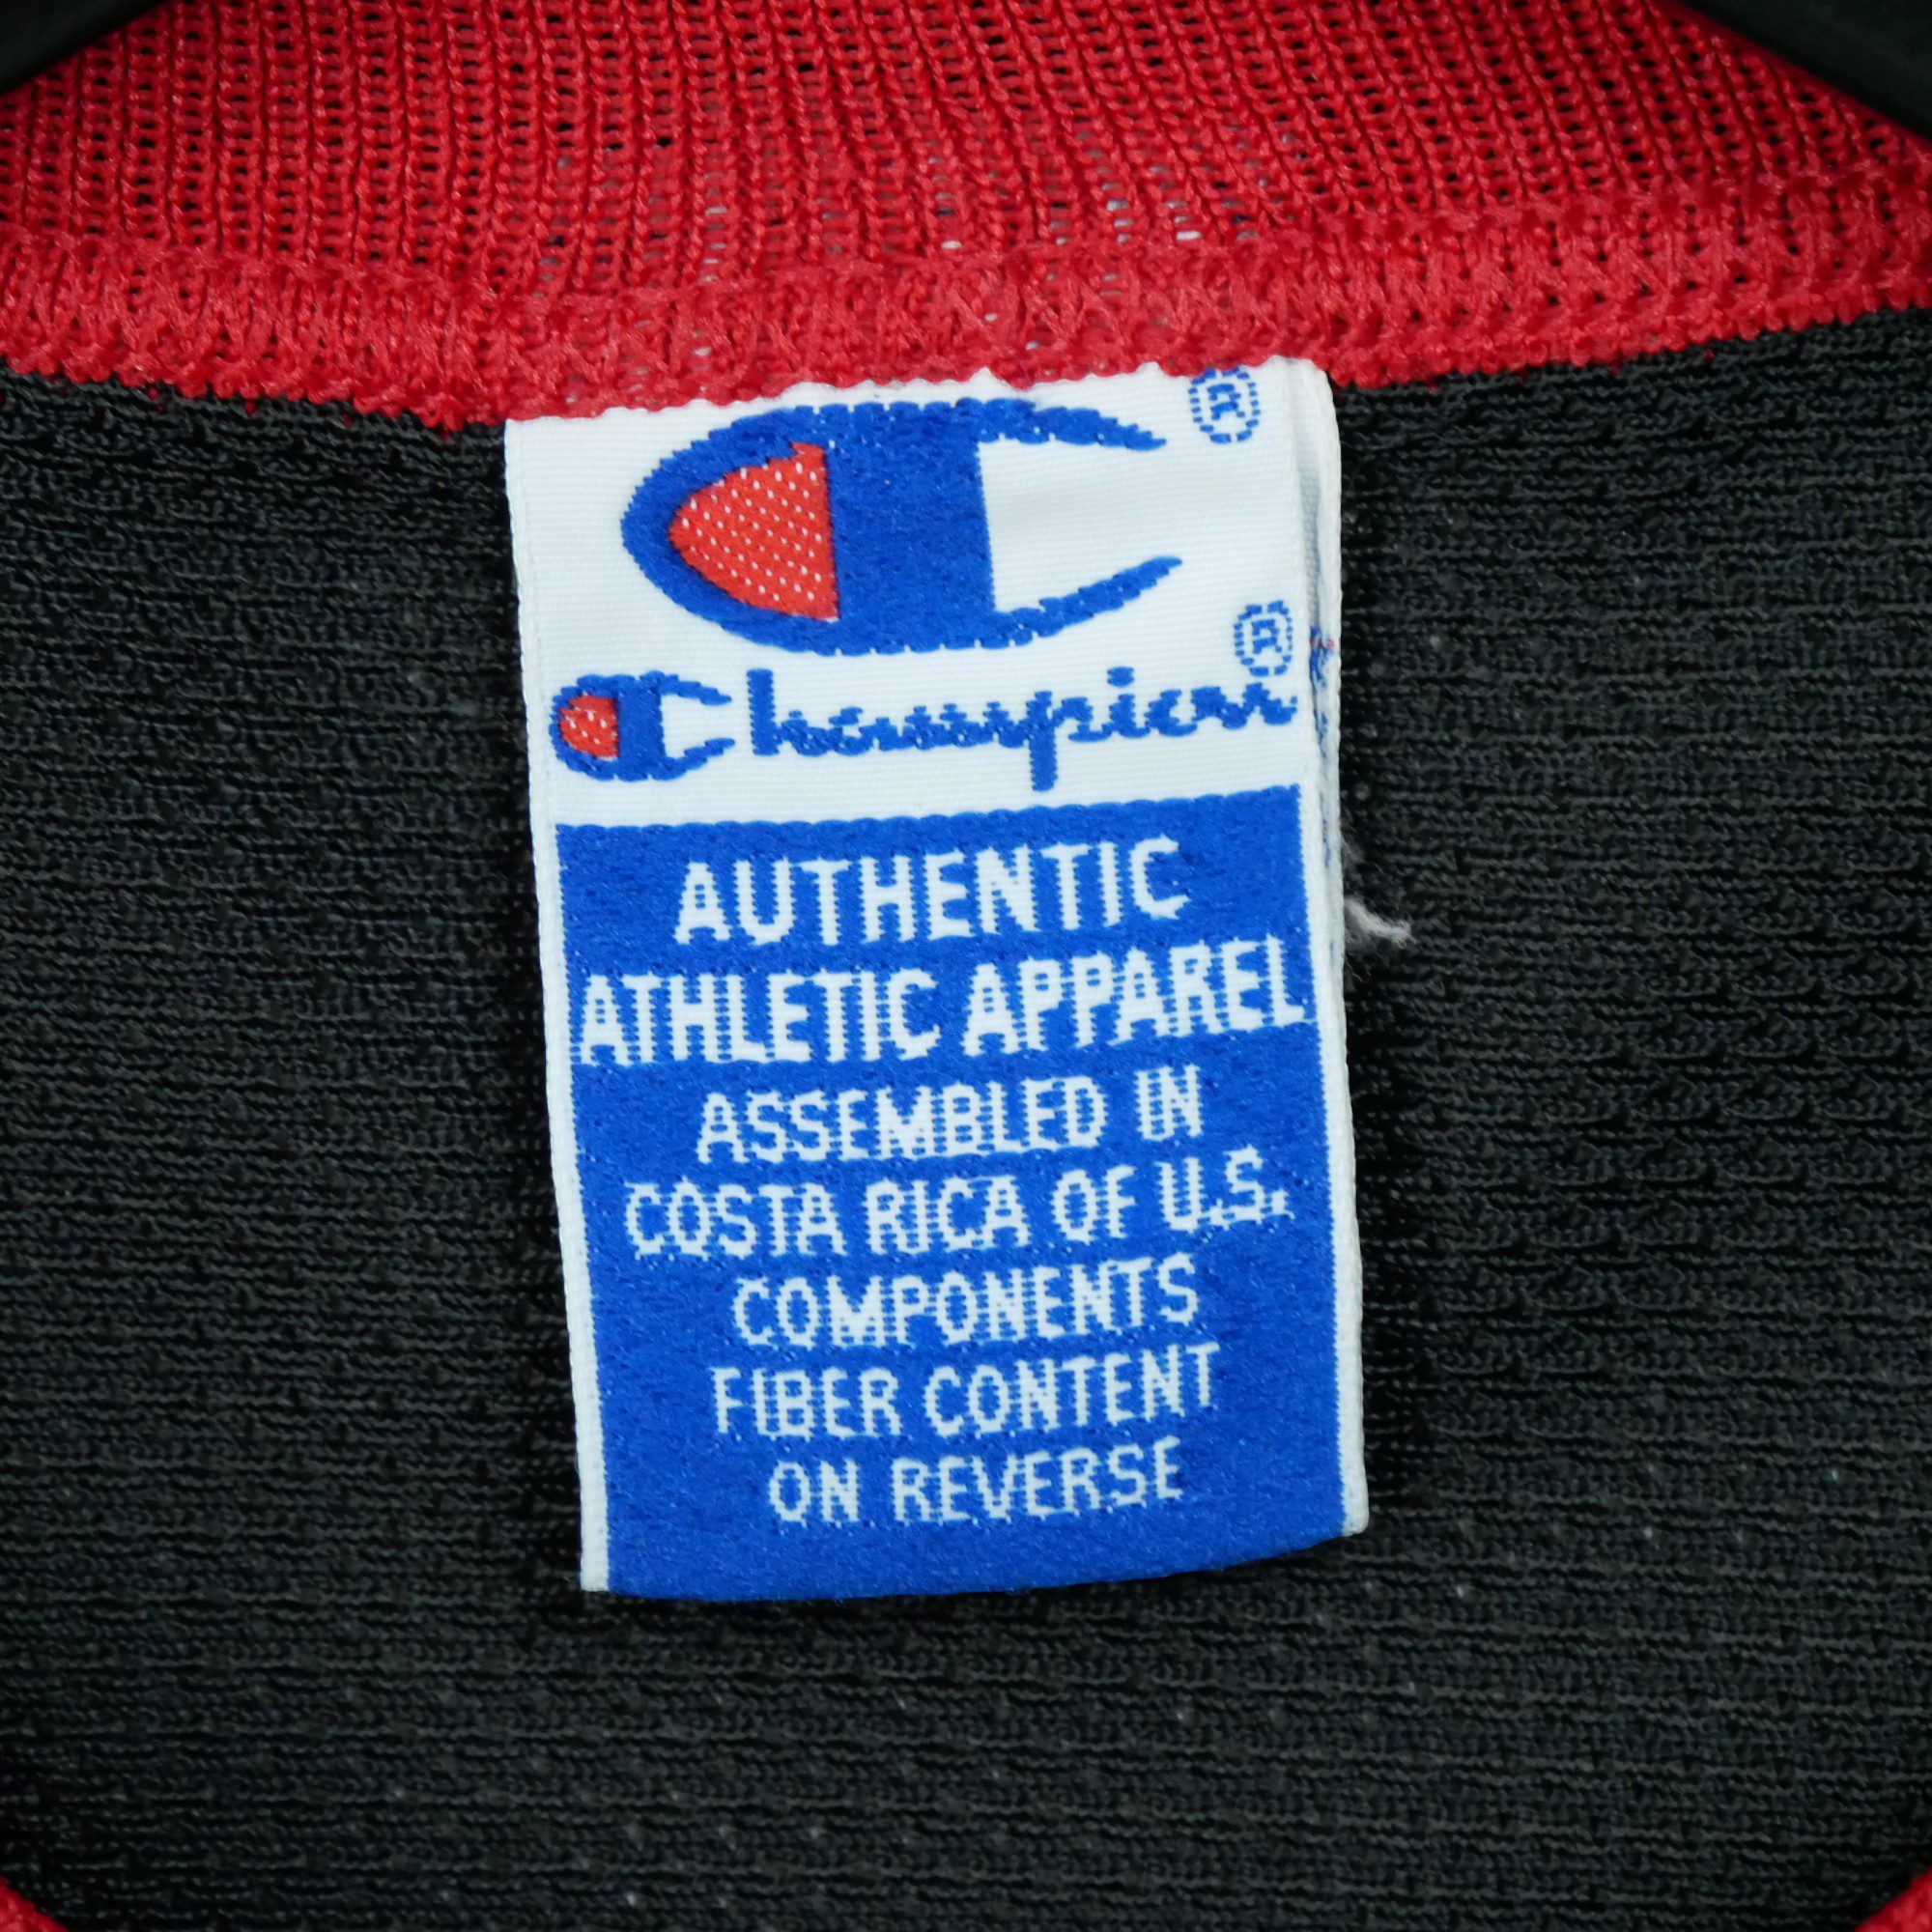 ®
Champion®
AUTHENTIC
ATHLETIC APPAREL
ASSEMBLED IN
COSTA RICA OF U.S.
COMPONENTS
FIBER CONTENT
ON REVERSE